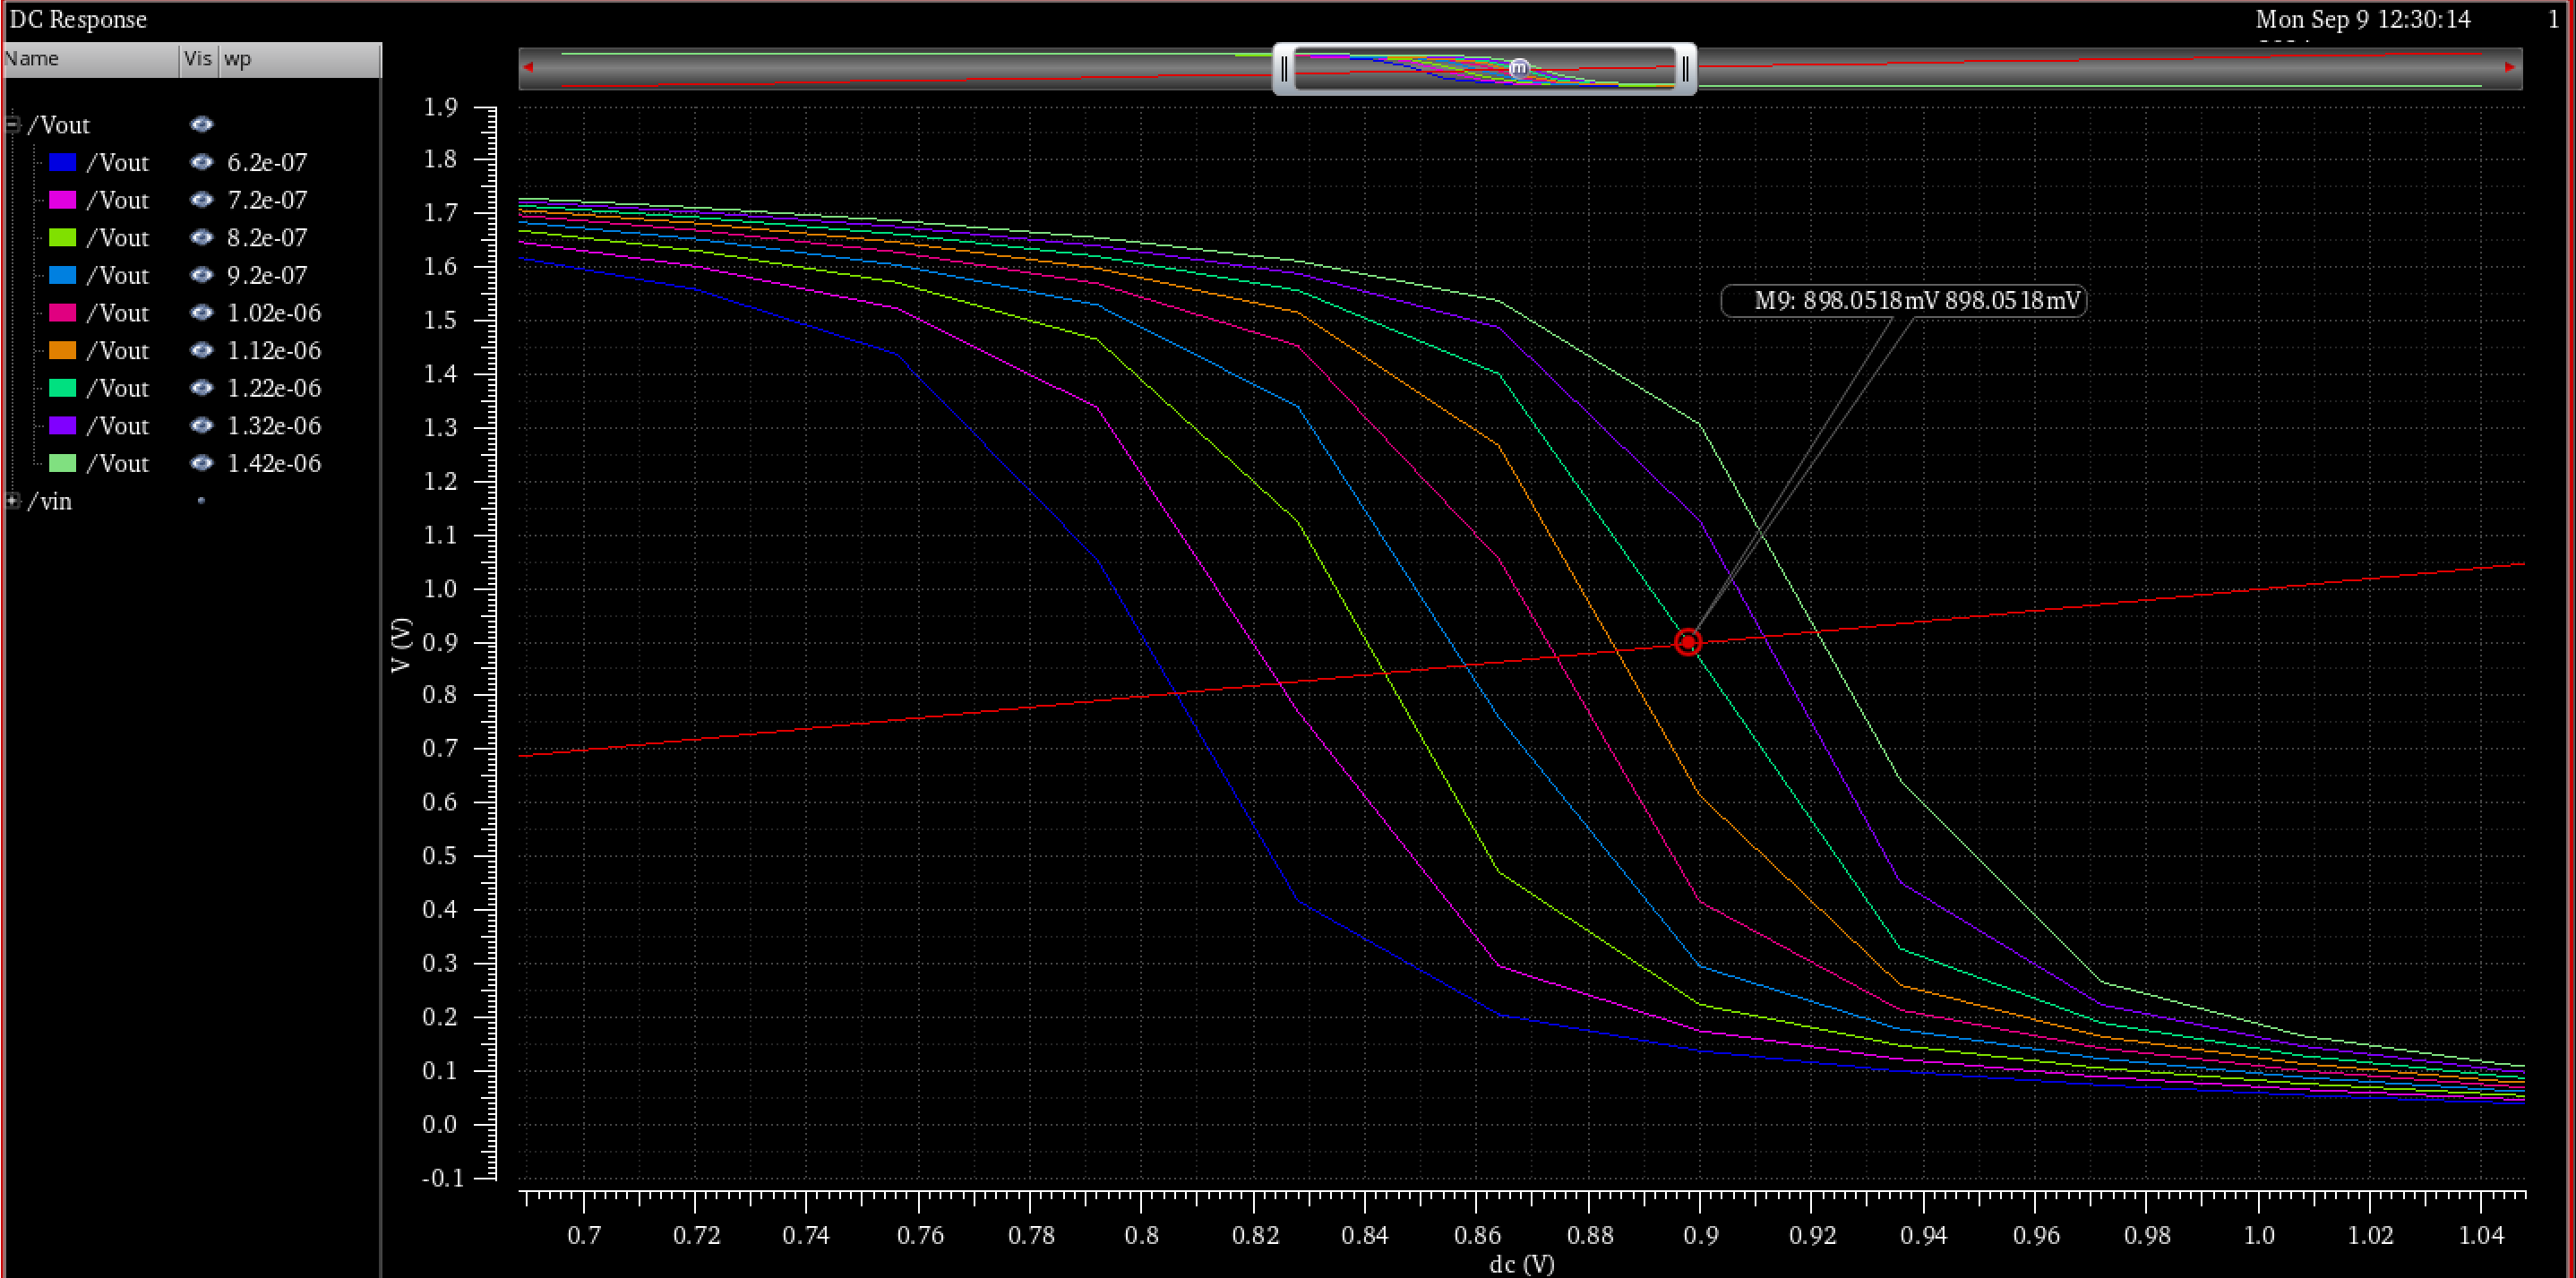 DC Response
Mon Sep 9 12:30:14 1
Name Vis wp
/Vout
/Vout 6.2e-07
/Vout 7.2e-07
/Vout 8.2e-07
/Vout 9.2e-07
/Vout 1.02e-06
/Vout 1.12e-06
/Vout 1.22e-06
/Vout 1.32e-06
/Vout 1.42e-06
/vin
m
1.9
1.8
1.7
1.6
1.5
1.4
1.3
1.2
1.1
1.0
0.9
0.8
0.7
0.6
0.5
0.4
0.3
0.2
0.1
0.0
-0.1
V (V)
M9: 898.0518mV 898.0518mV
0.7 0.72 0.74 0.76 0.78 0.8 0.82 0.84 0.86 0.88 0.9 0.92 0.94 0.96 0.98 1.0 1.02 1.04
dc (V)